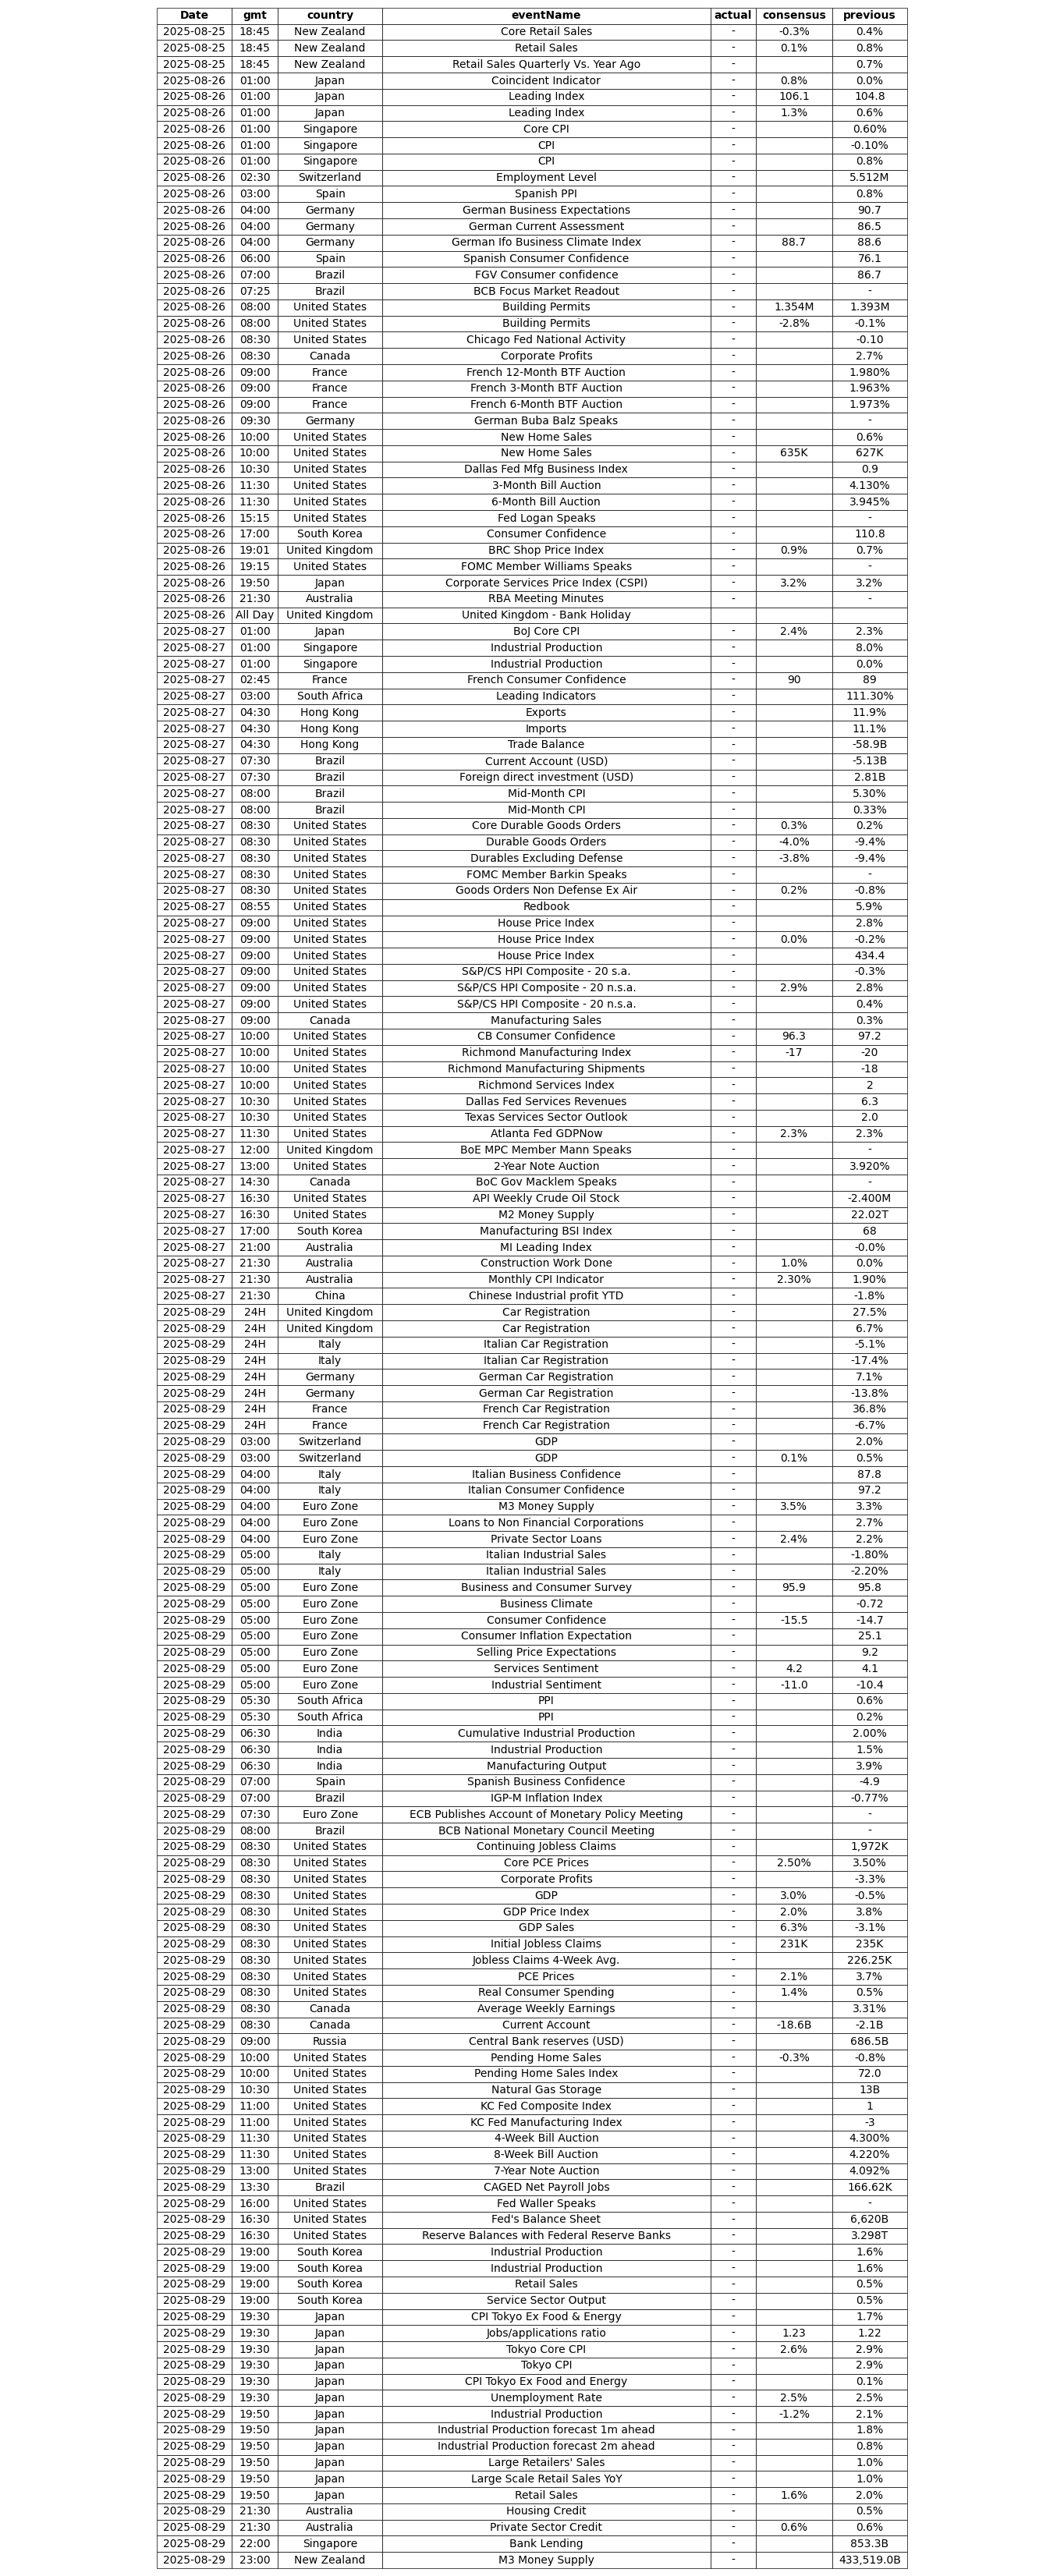 Date gmt country eventName actual consensus previous
2025-08-25 18:45 New Zealand Core Retail Sales - -0.3% 0.4%
2025-08-25 18:45 New Zealand Retail Sales - 0.1% 0.8%
2025-08-25 18:45 New Zealand Retail Sales Quarterly Vs. Year Ago - 0.7%
2025-08-26 01:00 Japan Coincident Indicator - 0.8% 0.0%
2025-08-26 01:00 Japan Leading Index - 106.1 104.8
2025-08-26 01:00 Japan Leading Index - 1.3% 0.6%
2025-08-26 01:00 Singapore Core CPI - 0.60%
2025-08-26 01:00 Singapore CPI - -0.10%
2025-08-26 01:00 Singapore CPI - 0.8%
2025-08-26 02:30 Switzerland Employment Level - 5.512M
2025-08-26 03:00 Spain Spanish PPI - 0.8%
2025-08-26 04:00 Germany German Business Expectations - 90.7
2025-08-26 04:00 Germany German Current Assessment - 86.5
2025-08-26 04:00 Germany German Ifo Business Climate Index - 88.7 88.6
2025-08-26 06:00 Spain Spanish Consumer Confidence - 76.1
2025-08-26 07:00 Brazil FGV Consumer confidence - 86.7
2025-08-26 07:25 Brazil BCB Focus Market Readout - -
2025-08-26 08:00 United States Building Permits - 1.354M 1.393M
2025-08-26 08:00 United States Building Permits - -2.8% -0.1%
2025-08-26 08:30 United States Chicago Fed National Activity - -0.10
2025-08-26 08:30 Canada Corporate Profits - 2.7%
2025-08-26 09:00 France French 12-Month BTF Auction - 1.980%
2025-08-26 09:00 France French 3-Month BTF Auction - 1.963%
2025-08-26 09:00 France French 6-Month BTF Auction - 1.973%
2025-08-26 09:30 Germany German Buba Balz Speaks - -
2025-08-26 10:00 United States New Home Sales - 0.6%
2025-08-26 10:00 United States New Home Sales - 635K 627K
2025-08-26 10:30 United States Dallas Fed Mfg Business Index - 0.9
2025-08-26 11:30 United States 3-Month Bill Auction - 4.130%
2025-08-26 11:30 United States 6-Month Bill Auction - 3.945%
2025-08-26 15:15 United States Fed Logan Speaks - -
2025-08-26 17:00 South Korea Consumer Confidence - 110.8
2025-08-26 19:01 United Kingdom BRC Shop Price Index - 0.9% 0.7%
2025-08-26 19:15 United States FOMC Member Williams Speaks - -
2025-08-26 19:50 Japan Corporate Services Price Index (CSPI) - 3.2% 3.2%
2025-08-26 21:30 Australia RBA Meeting Minutes - -
2025-08-26 All Day United Kingdom United Kingdom - Bank Holiday
2025-08-27 01:00 Japan BoJ Core CPI - 2.4% 2.3%
2025-08-27 01:00 Singapore Industrial Production - 8.0%
2025-08-27 01:00 Singapore Industrial Production - 0.0%
2025-08-27 02:45 France French Consumer Confidence - 90 89
2025-08-27 03:00 South Africa Leading Indicators - 111.30%
2025-08-27 04:30 Hong Kong Exports - 11.9%
2025-08-27 04:30 Hong Kong Imports - 11.1%
2025-08-27 04:30 Hong Kong Trade Balance - -58.9B
2025-08-27 07:30 Brazil Current Account (USD) - -5.13B
2025-08-27 07:30 Brazil Foreign direct investment (USD) - 2.81B
2025-08-27 08:00 Brazil Mid-Month CPI - 5.30%
2025-08-27 08:00 Brazil Mid-Month CPI - 0.33%
2025-08-27 08:30 United States Core Durable Goods Orders - 0.3% 0.2%
2025-08-27 08:30 United States Durable Goods Orders - -4.0% -9.4%
2025-08-27 08:30 United States Durables Excluding Defense - -3.8% -9.4%
2025-08-27 08:30 United States FOMC Member Barkin Speaks - -
2025-08-27 08:30 United States Goods Orders Non Defense Ex Air - 0.2% -0.8%
2025-08-27 08:55 United States Redbook - 5.9%
2025-08-27 09:00 United States House Price Index - 2.8%
2025-08-27 09:00 United States House Price Index - 0.0% -0.2%
2025-08-27 09:00 United States House Price Index - 434.4
2025-08-27 09:00 United States S&P/CS HPI Composite - 20 s.a. - -0.3%
2025-08-27 09:00 United States S&P/CS HPI Composite - 20 n.s.a. - 2.9% 2.8%
2025-08-27 09:00 United States S&P/CS HPI Composite - 20 n.s.a. - 0.4%
2025-08-27 09:00 Canada Manufacturing Sales - 0.3%
2025-08-27 10:00 United States CB Consumer Confidence - 96.3 97.2
2025-08-27 10:00 United States Richmond Manufacturing Index - -17 -20
2025-08-27 10:00 United States Richmond Manufacturing Shipments - -18
2025-08-27 10:00 United States Richmond Services Index - 2
2025-08-27 10:30 United States Dallas Fed Services Revenues - 6.3
2025-08-27 10:30 United States Texas Services Sector Outlook - 2.0
2025-08-27 11:30 United States Atlanta Fed GDPNow - 2.3% 2.3%
2025-08-27 12:00 United Kingdom BoE MPC Member Mann Speaks - -
2025-08-27 13:00 United States 2-Year Note Auction - 3.920%
2025-08-27 14:30 Canada BoC Gov Macklem Speaks - -
2025-08-27 16:30 United States API Weekly Crude Oil Stock - -2.400M
2025-08-27 16:30 United States M2 Money Supply - 22.02T
2025-08-27 17:00 South Korea Manufacturing BSI Index - 68
2025-08-27 21:00 Australia MI Leading Index - -0.0%
2025-08-27 21:30 Australia Construction Work Done - 1.0% 0.0%
2025-08-27 21:30 Australia Monthly CPI Indicator - 2.30% 1.90%
2025-08-27 21:30 China Chinese Industrial profit YTD - -1.8%
2025-08-29 24H United Kingdom Car Registration - 27.5%
2025-08-29 24H United Kingdom Car Registration - 6.7%
2025-08-29 24H Italy Italian Car Registration - -5.1%
2025-08-29 24H Italy Italian Car Registration - -17.4%
2025-08-29 24H Germany German Car Registration - 7.1%
2025-08-29 24H Germany German Car Registration - -13.8%
2025-08-29 24H France French Car Registration - 36.8%
2025-08-29 24H France French Car Registration - -6.7%
2025-08-29 03:00 Switzerland GDP - 2.0%
2025-08-29 03:00 Switzerland GDP - 0.1% 0.5%
2025-08-29 04:00 Italy Italian Business Confidence - 87.8
2025-08-29 04:00 Italy Italian Consumer Confidence - 97.2
2025-08-29 04:00 Euro Zone M3 Money Supply - 3.5% 3.3%
2025-08-29 04:00 Euro Zone Loans to Non Financial Corporations - 2.7%
2025-08-29 04:00 Euro Zone Private Sector Loans - 2.4% 2.2%
2025-08-29 05:00 Italy Italian Industrial Sales - -1.80%
2025-08-29 05:00 Italy Italian Industrial Sales - -2.20%
2025-08-29 05:00 Euro Zone Business and Consumer Survey - 95.9 95.8
2025-08-29 05:00 Euro Zone Business Climate - -0.72
2025-08-29 05:00 Euro Zone Consumer Confidence - -15.5 -14.7
2025-08-29 05:00 Euro Zone Consumer Inflation Expectation - 25.1
2025-08-29 05:00 Euro Zone Selling Price Expectations - 9.2
2025-08-29 05:00 Euro Zone Services Sentiment - 4.2 4.1
2025-08-29 05:00 Euro Zone Industrial Sentiment - -11.0 -10.4
2025-08-29 05:30 South Africa PPI - 0.6%
2025-08-29 05:30 South Africa PPI - 0.2%
2025-08-29 06:30 India Cumulative Industrial Production - 2.00%
2025-08-29 06:30 India Industrial Production - 1.5%
2025-08-29 06:30 India Manufacturing Output - 3.9%
2025-08-29 07:00 Spain Spanish Business Confidence - -4.9
2025-08-29 07:00 Brazil IGP-M Inflation Index - -0.77%
2025-08-29 07:30 Euro Zone ECB Publishes Account of Monetary Policy Meeting - -
2025-08-29 08:00 Brazil BCB National Monetary Council Meeting - -
2025-08-29 08:30 United States Continuing Jobless Claims - 1,972K
2025-08-29 08:30 United States Core PCE Prices - 2.50% 3.50%
2025-08-29 08:30 United States Corporate Profits - -3.3%
2025-08-29 08:30 United States GDP - 3.0% -0.5%
2025-08-29 08:30 United States GDP Price Index - 2.0% 3.8%
2025-08-29 08:30 United States GDP Sales - 6.3% -3.1%
2025-08-29 08:30 United States Initial Jobless Claims - 231K 235K
2025-08-29 08:30 United States Jobless Claims 4-Week Avg. - 226.25K
2025-08-29 08:30 United States PCE Prices - 2.1% 3.7%
2025-08-29 08:30 United States Real Consumer Spending - 1.4% 0.5%
2025-08-29 08:30 Canada Average Weekly Earnings - 3.31%
2025-08-29 08:30 Canada Current Account - -18.6B -2.1B
2025-08-29 09:00 Russia Central Bank reserves (USD) - 686.5B
2025-08-29 10:00 United States Pending Home Sales - -0.3% -0.8%
2025-08-29 10:00 United States Pending Home Sales Index - 72.0
2025-08-29 10:30 United States Natural Gas Storage - 13B
2025-08-29 11:00 United States KC Fed Composite Index - 1
2025-08-29 11:00 United States KC Fed Manufacturing Index - -3
2025-08-29 11:30 United States 4-Week Bill Auction - 4.300%
2025-08-29 11:30 United States 8-Week Bill Auction - 4.220%
2025-08-29 13:00 United States 7-Year Note Auction - 4.092%
2025-08-29 13:30 Brazil CAGED Net Payroll Jobs - 166.62K
2025-08-29 16:00 United States Fed Waller Speaks - -
2025-08-29 16:30 United States Fed's Balance Sheet - 6,620B
2025-08-29 16:30 United States Reserve Balances with Federal Reserve Banks - 3.298T
2025-08-29 19:00 South Korea Industrial Production - 1.6%
2025-08-29 19:00 South Korea Industrial Production - 1.6%
2025-08-29 19:00 South Korea Retail Sales - 0.5%
2025-08-29 19:00 South Korea Service Sector Output - 0.5%
2025-08-29 19:30 Japan CPI Tokyo Ex Food & Energy - 1.7%
2025-08-29 19:30 Japan Jobs/applications ratio - 1.23 1.22
2025-08-29 19:30 Japan Tokyo Core CPI - 2.6% 2.9%
2025-08-29 19:30 Japan Tokyo CPI - 2.9%
2025-08-29 19:30 Japan CPI Tokyo Ex Food and Energy - 0.1%
2025-08-29 19:30 Japan Unemployment Rate - 2.5% 2.5%
2025-08-29 19:50 Japan Industrial Production - -1.2% 2.1%
2025-08-29 19:50 Japan Industrial Production forecast 1m ahead - 1.8%
2025-08-29 19:50 Japan Industrial Production forecast 2m ahead - 0.8%
2025-08-29 19:50 Japan Large Retailers' Sales - 1.0%
2025-08-29 19:50 Japan Large Scale Retail Sales YoY - 1.0%
2025-08-29 19:50 Japan Retail Sales - 1.6% 2.0%
2025-08-29 21:30 Australia Housing Credit - 0.5%
2025-08-29 21:30 Australia Private Sector Credit - 0.6% 0.6%
2025-08-29 22:00 Singapore Bank Lending - 853.3B
2025-08-29 23:00 New Zealand M3 Money Supply - 433,519.0B